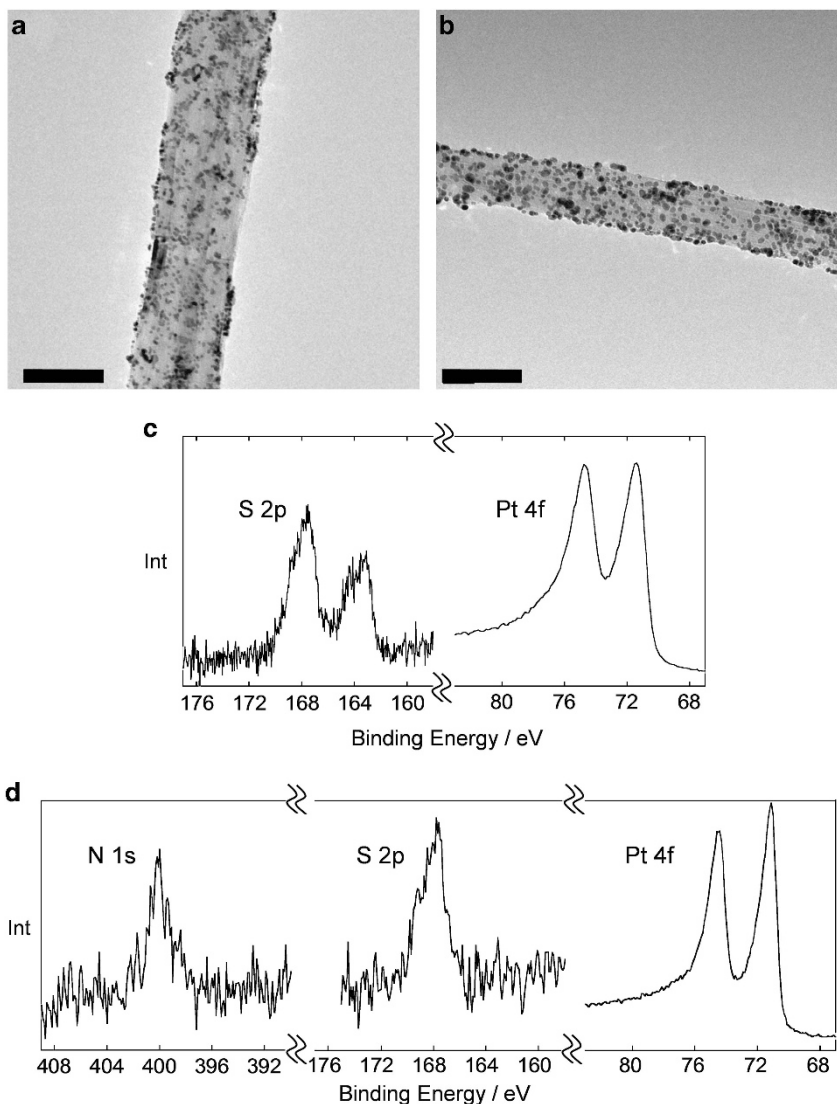 a b
c
S 2p Pt 4f
Int
176 172 168 164 160 80 76 72 68
Binding Energy / eV
d
N 1s S 2p Pt 4f
Int
408 404 400 396 392 176 172 168 164 160 80 76 72 68
Binding Energy / eV